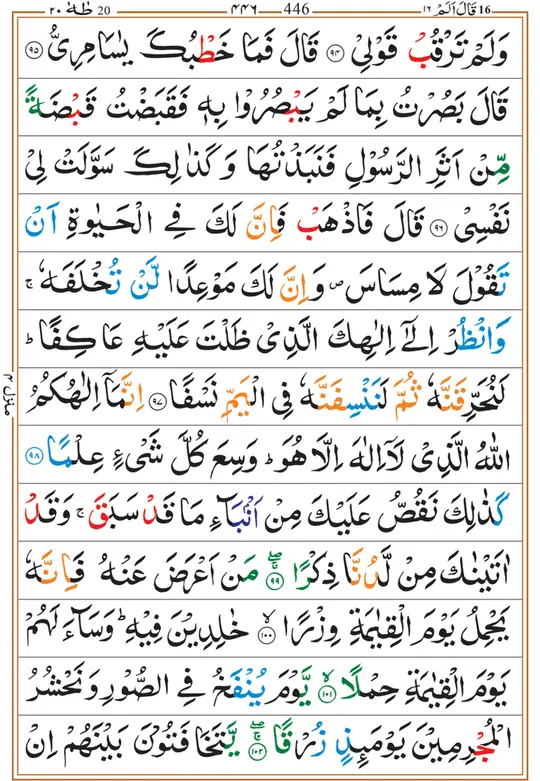 طٰهٰ 20 ٢٠ 446 ٤٤٦ قَالَ اَلَمْ 16 ١٦
وَلَمْ تَرْقُبْ قَوْلِىْ ﴿٩٤﴾ قَالَ فَمَا خَطْبُكَ يٰسَامِرِىُّ ﴿٩٥﴾
قَالَ بَصُرْتُ بِمَا لَمْ يَبْصُرُوْا بِهٖ فَقَبَضْتُ قَبْضَةً
مِّنْ اَثَرِ الرَّسُوْلِ فَنَبَذْتُهَا وَكَذٰلِكَ سَوَّلَتْ لِىْ
نَفْسِىْ ﴿٩٦﴾ قَالَ فَاذْهَبْ فَاِنَّ لَكَ فِى الْحَيٰوةِ اَنْ
تَقُوْلَ لَا مِسَاسَ ۖ وَاِنَّ لَكَ مَوْعِدًا لَّنْ تُخْلَفَهٗ ۚ
وَانْظُرْ اِلٰٓى اِلٰهِكَ الَّذِىْ ظَلْتَ عَلَيْهِ عَاكِفًا ؕ
لَنُحَرِّقَنَّهٗ ثُمَّ لَنَنْسِفَنَّهٗ فِى الْيَمِّ نَسْفًا ﴿٩٧﴾ اِنَّمَاۤ اِلٰهُكُمُ
اللّٰهُ الَّذِىْ لَاۤ اِلٰهَ اِلَّا هُوَ ؕ وَسِعَ كُلَّ شَىْءٍ عِلْمًا ﴿٩٨﴾
كَذٰلِكَ نَقُصُّ عَلَيْكَ مِنْ اَنْۢبَآءِ مَا قَدْ سَبَقَ ۚ وَقَدْ
اٰتَيْنٰكَ مِنْ لَّدُنَّا ذِكْرًا ﴿٩٩﴾ مَنْ اَعْرَضَ عَنْهُ فَاِنَّهٗ
يَحْمِلُ يَوْمَ الْقِيٰمَةِ وِزْرًا ﴿١٠٠﴾ خٰلِدِيْنَ فِيْهِ ؕ وَسَآءَ لَهُمْ
يَوْمَ الْقِيٰمَةِ حِمْلًا ﴿١٠١﴾ يَّوْمَ يُنْفَخُ فِى الصُّوْرِ وَنَحْشُرُ
الْمُجْرِمِيْنَ يَوْمَئِذٍ زُرْقًا ﴿١٠٢﴾ يَّتَخَافَتُوْنَ بَيْنَهُمْ اِنْ
منزل ٤